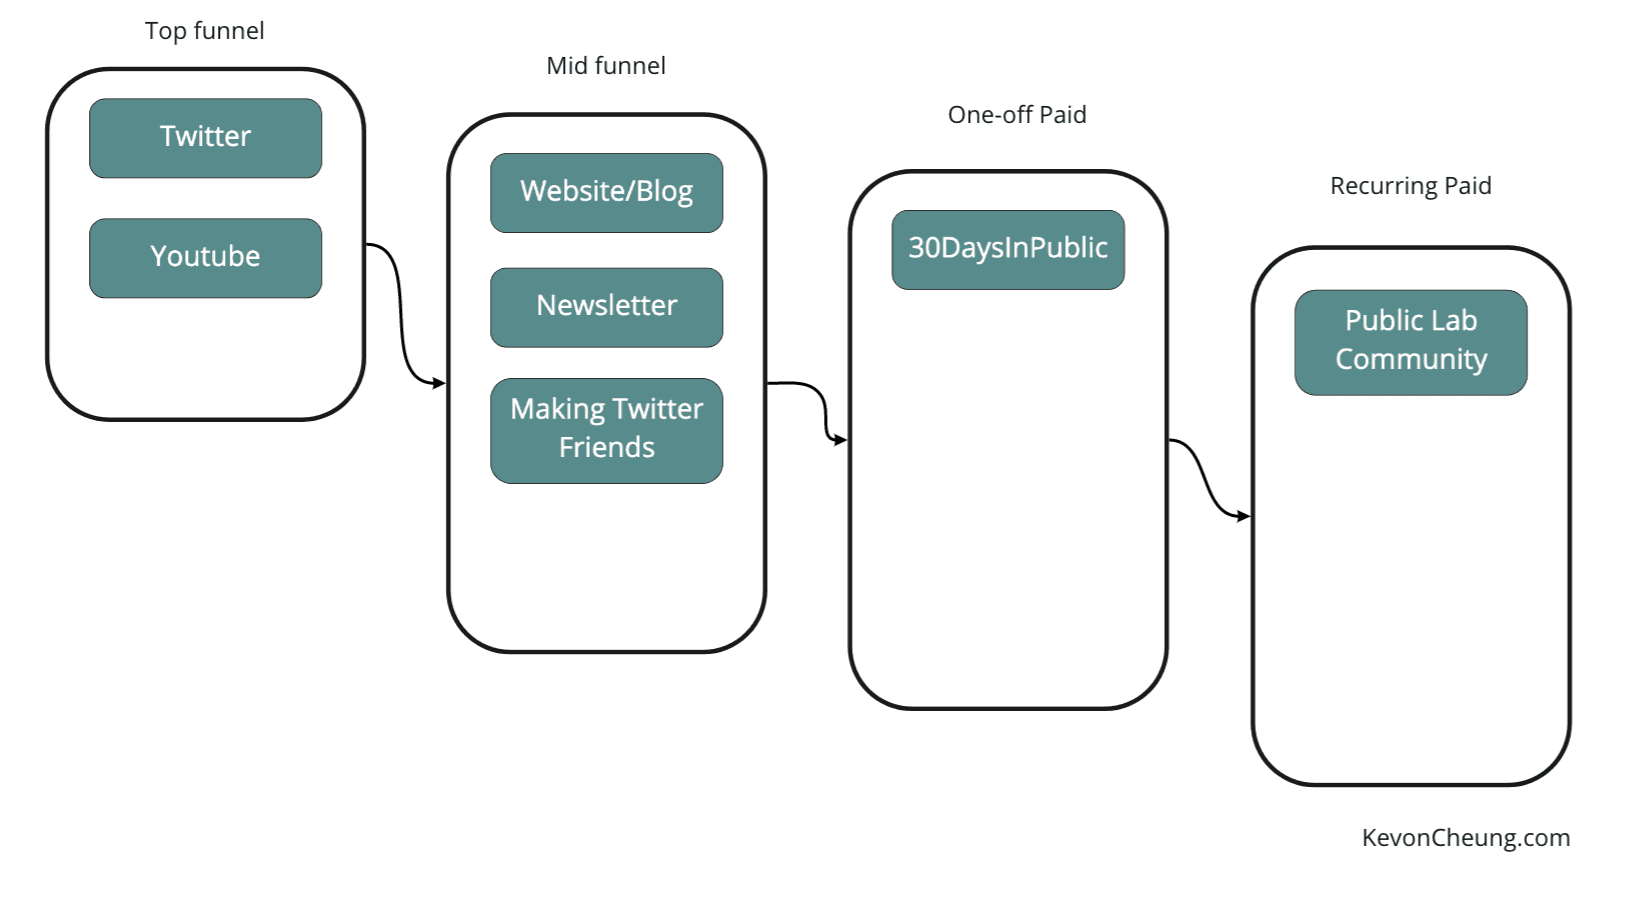 Top funnel
Twitter
Youtube
Mid funnel
Website/Blog
Newsletter
Making Twitter
Friends
One-off Paid
30DaysInPublic
Recurring Paid
Public Lab
Community
KevonCheung.com